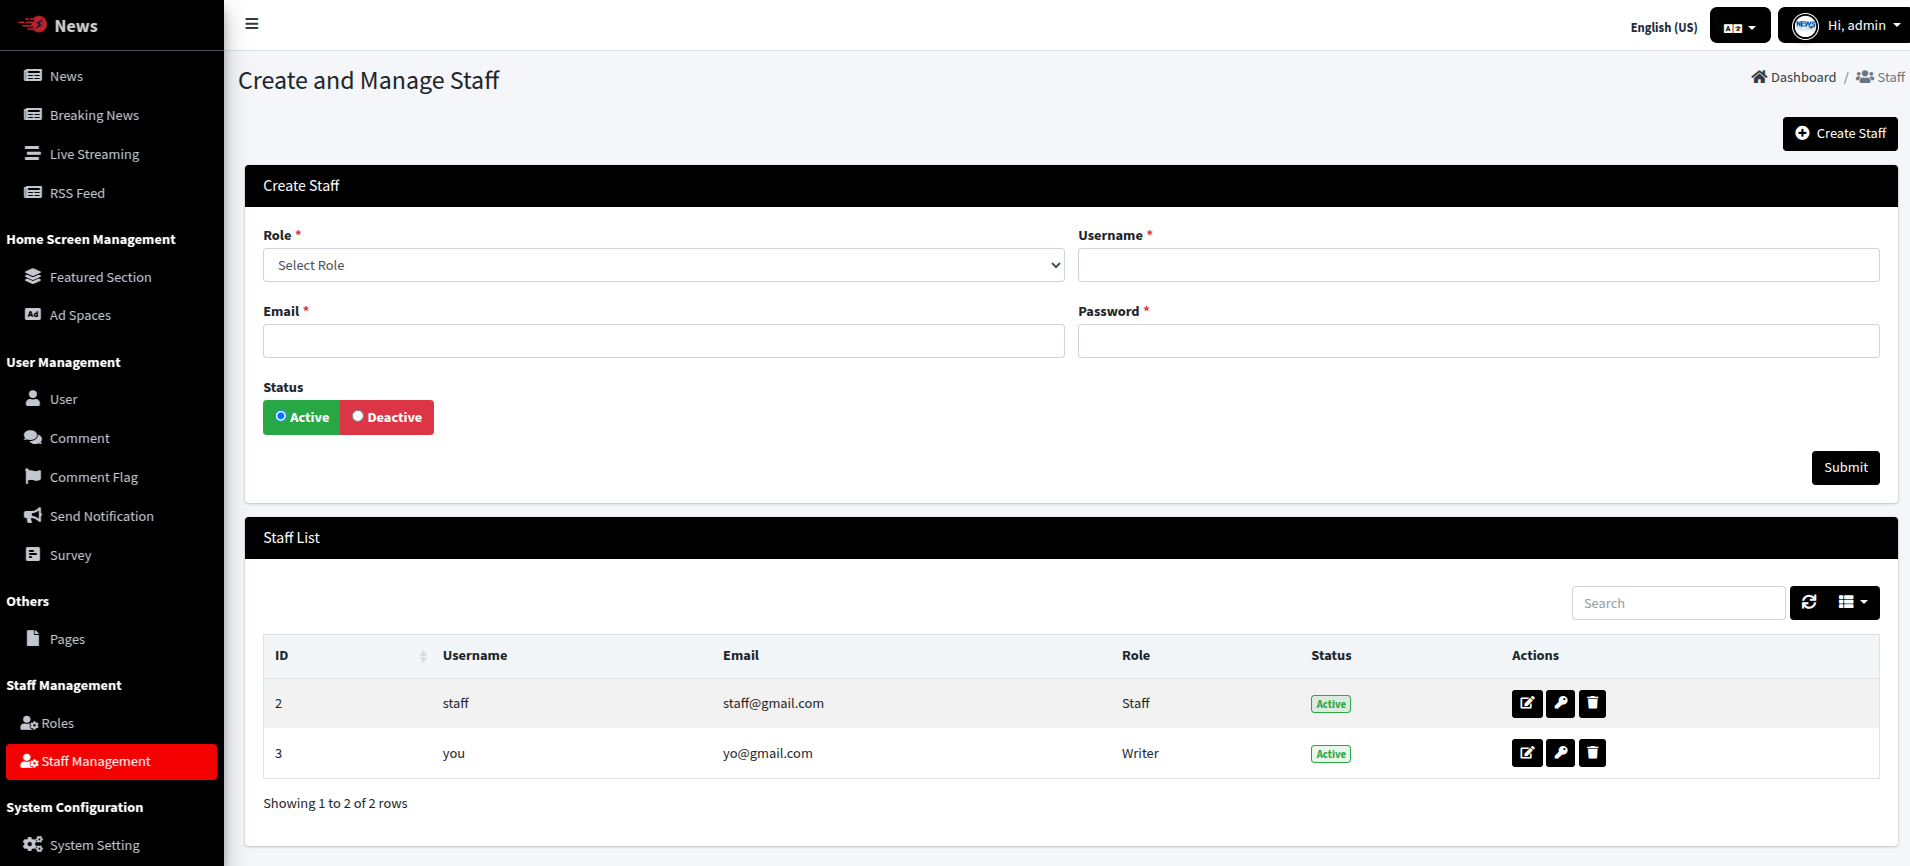 News
English (US)
Hi, admin
News
Breaking News
Live Streaming
RSS Feed
Home Screen Management
Featured Section
Ad Spaces
User Management
User
Comment
Comment Flag
Send Notification
Survey
Others
Pages
Staff Management
Roles
Staff Management
System Configuration
System Setting
Create and Manage Staff
Dashboard / Staff
Create Staff
Create Staff
Role *
Username *
Select Role
Email *
Password *
Status
Active
Deactive
Submit
Staff List
Search
ID Username Email Role Status Actions
2 staff staff@gmail.com Staff Active
3 you yo@gmail.com Writer Active
Showing 1 to 2 of 2 rows